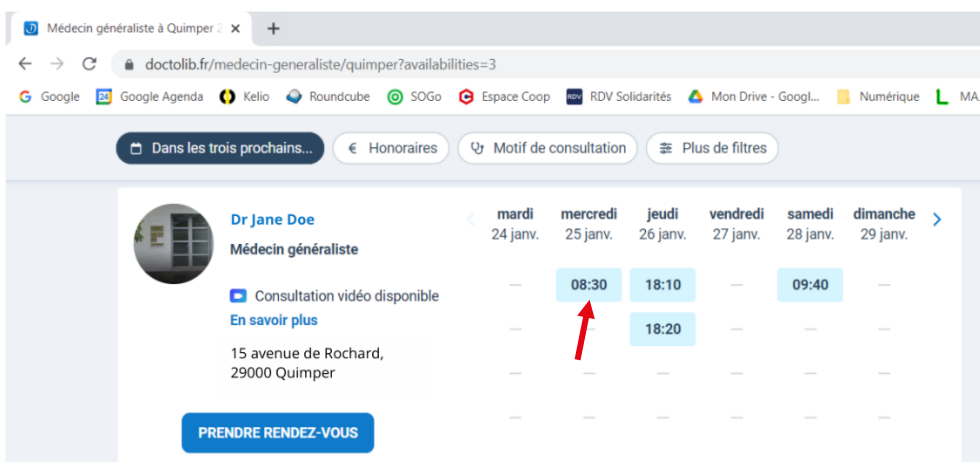 Médecin généraliste à Quimper 2
doctolib.fr/medecin-generaliste/quimper?availabilities=3
Google 24 Google Agenda Kelio Roundcube SOGo Espace Coop RDV RDV Solidarités Mon Drive - Googl... Numérique MA
Dans les trois prochains... € Honoraires Motif de consultation Plus de filtres
Dr Jane Doe
Médecin généraliste
Consultation vidéo disponible
En savoir plus
15 avenue de Rochard,
29000 Quimper
PRENDRE RENDEZ-VOUS
mardi mercredi jeudi vendredi samedi dimanche
24 janv. 25 janv. 26 janv. 27 janv. 28 janv. 29 janv.
— 08:30 18:10 — 09:40 —
— — 18:20 — — —
— — — — — —
— — — — — —